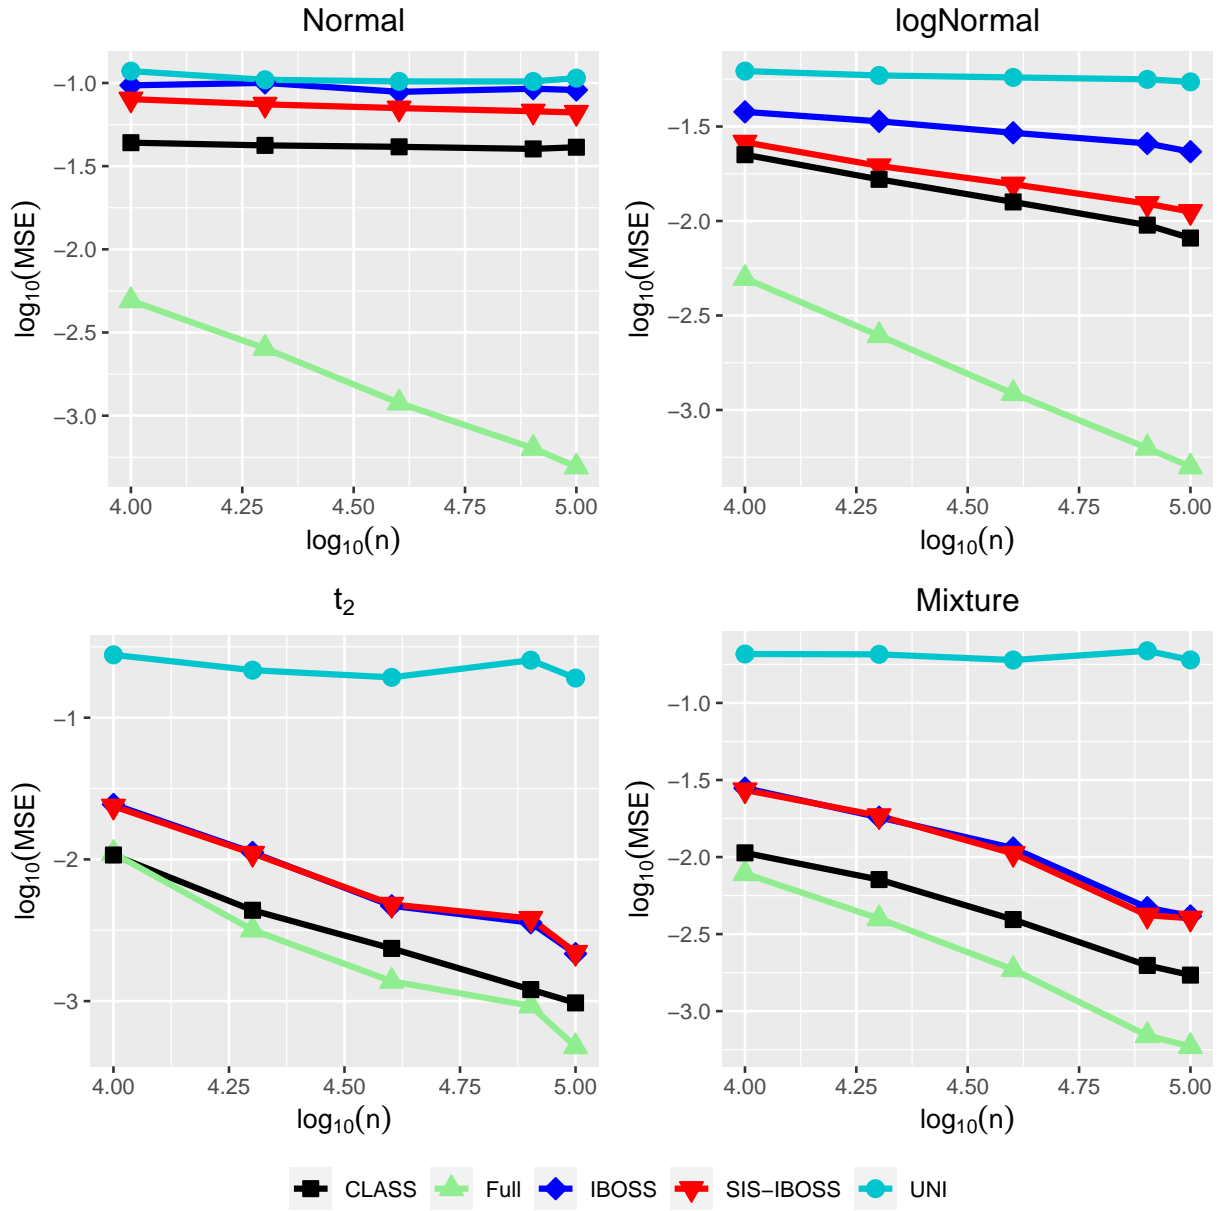 Normal
log10(MSE)
−1.0
−1.5
−2.0
−2.5
−3.0
4.00 4.25 4.50 4.75 5.00
log10(n)
logNormal
log10(MSE)
−1.5
−2.0
−2.5
−3.0
4.00 4.25 4.50 4.75 5.00
log10(n)
t2
log10(MSE)
−1
−2
−3
4.00 4.25 4.50 4.75 5.00
log10(n)
Mixture
log10(MSE)
−1.0
−1.5
−2.0
−2.5
−3.0
4.00 4.25 4.50 4.75 5.00
log10(n)
CLASS Full IBOSS SIS−IBOSS UNI